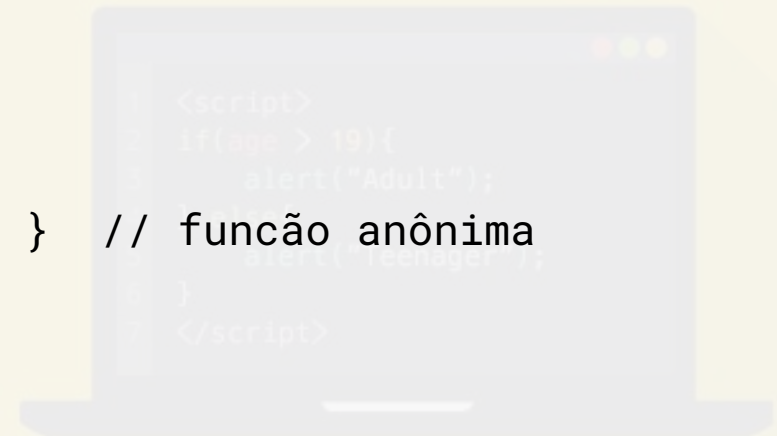 1 <script>
2 if(age > 19){
3 alert("Adult");
} // funcão anônima
5 alert("Teenager");
6 }
7 </script>